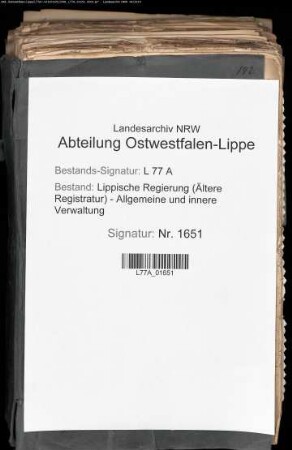 Landesarchiv NRW
Abteilung Ostwestfalen-Lippe
Bestands-Signatur: L 77 A
Bestand: Lippische Regierung (Ältere
Registratur) - Allgemeine und innere
Verwaltung
Signatur: Nr. 1651
L77A_01651